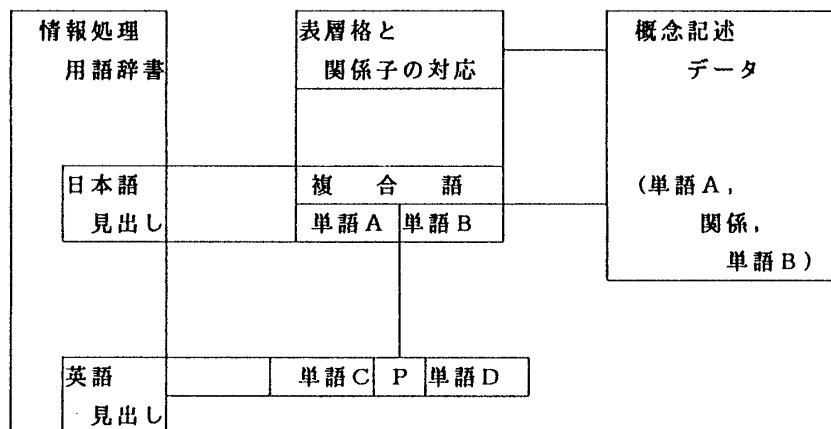 情報処理
用語辞書
表層格と
関係子の対応
概念記述
データ
日本語
見出し
複合語
単語A
単語B
(単語A,
関係,
単語B)
英語
見出し
単語C
P
単語D